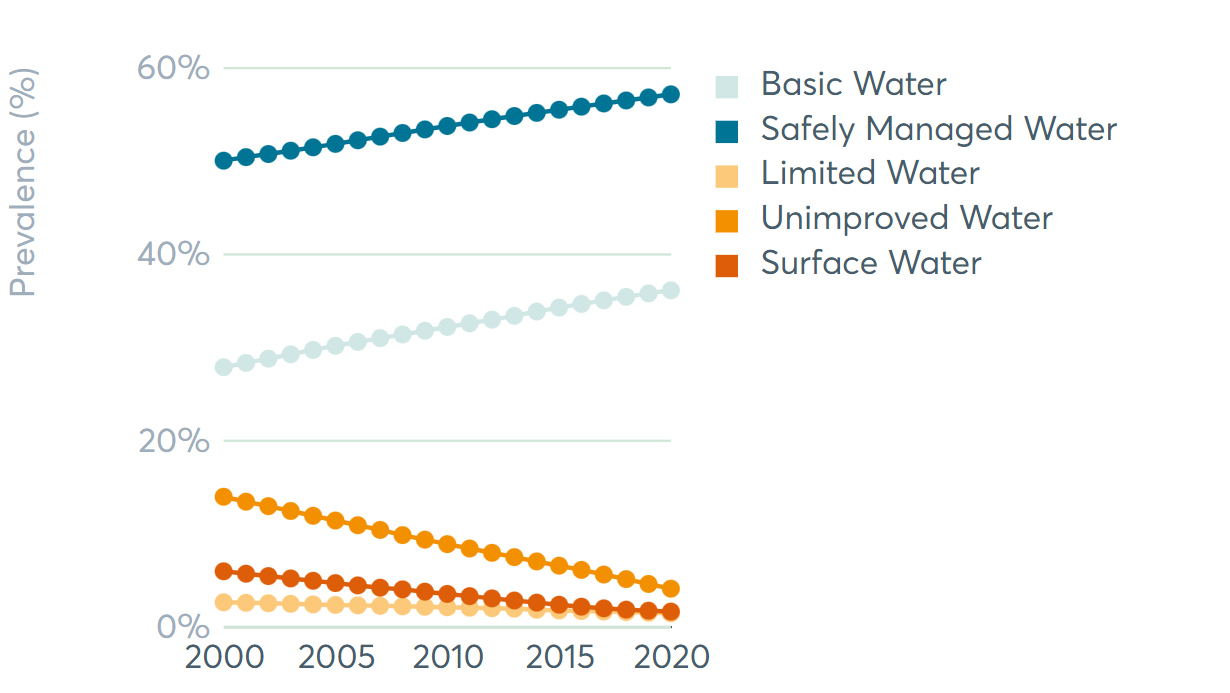 Prevalence (%)
60%
40%
20%
0%
2000 2005 2010 2015 2020
Basic Water
Safely Managed Water
Limited Water
Unimproved Water
Surface Water